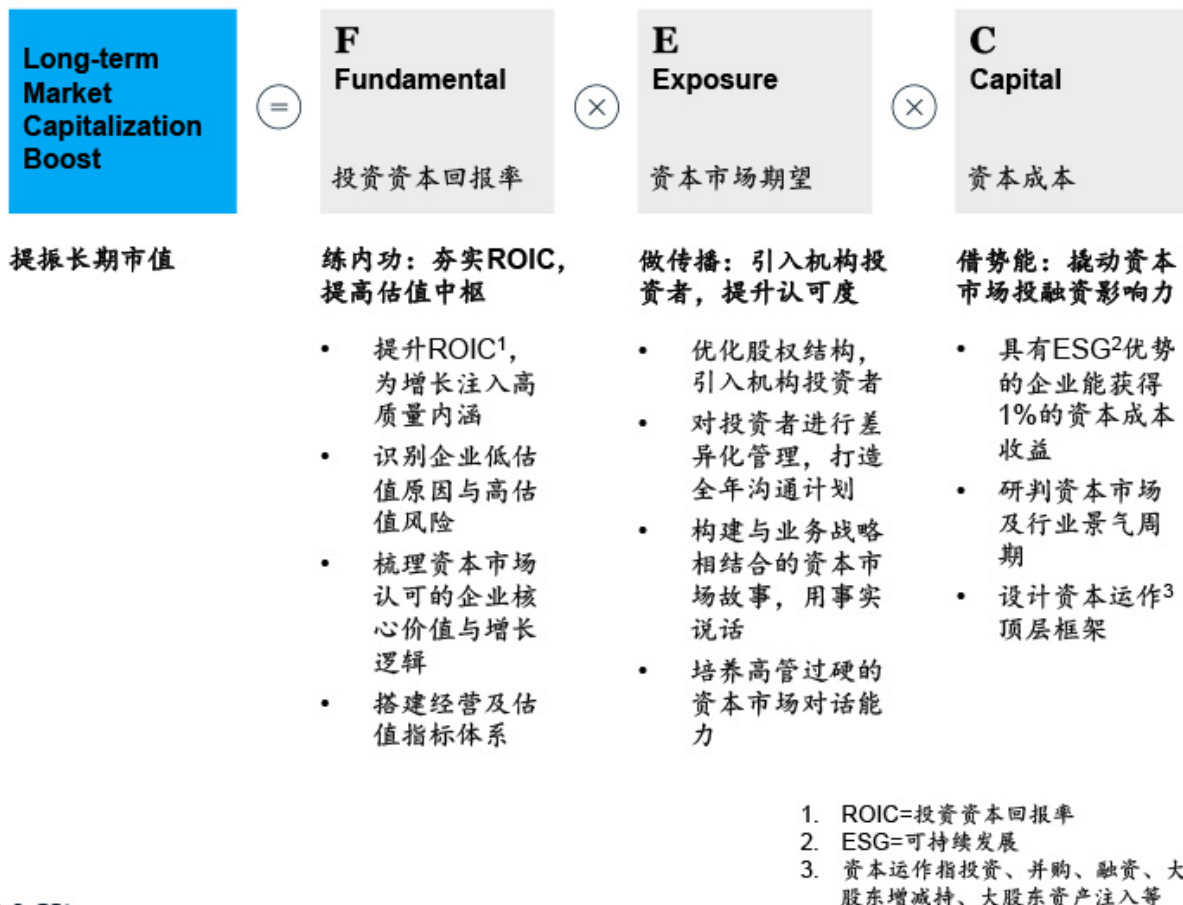 Long-term
Market
Capitalization
Boost
=
F
Fundamental
投资资本回报率
×
E
Exposure
资本市场期望
×
C
Capital
资本成本
提振长期市值
练内功：夯实ROIC，
提高估值中枢
• 提升ROIC¹，
为增长注入高
质量内涵
• 识别企业低估
值原因与高估
值风险
• 梳理资本市场
认可的企业核
心价值与增长
逻辑
• 搭建经营及估
值指标体系
做传播：引入机构投
资者，提升认可度
• 优化股权结构，
引入机构投资者
• 对投资者进行差
异化管理，打造
全年沟通计划
• 构建与业务战略
相结合的资本市
场故事，用事实
说话
• 培养高管过硬的
资本市场对话能
力
借势能：撬动资本
市场投融资影响力
• 具有ESG²优势
的企业能获得
1%的资本成本
收益
• 研判资本市场
及行业景气周
期
• 设计资本运作³
顶层框架
1. ROIC=投资资本回报率
2. ESG=可持续发展
3. 资本运作指投资、并购、融资、大
股东增减持、大股东资产注入等